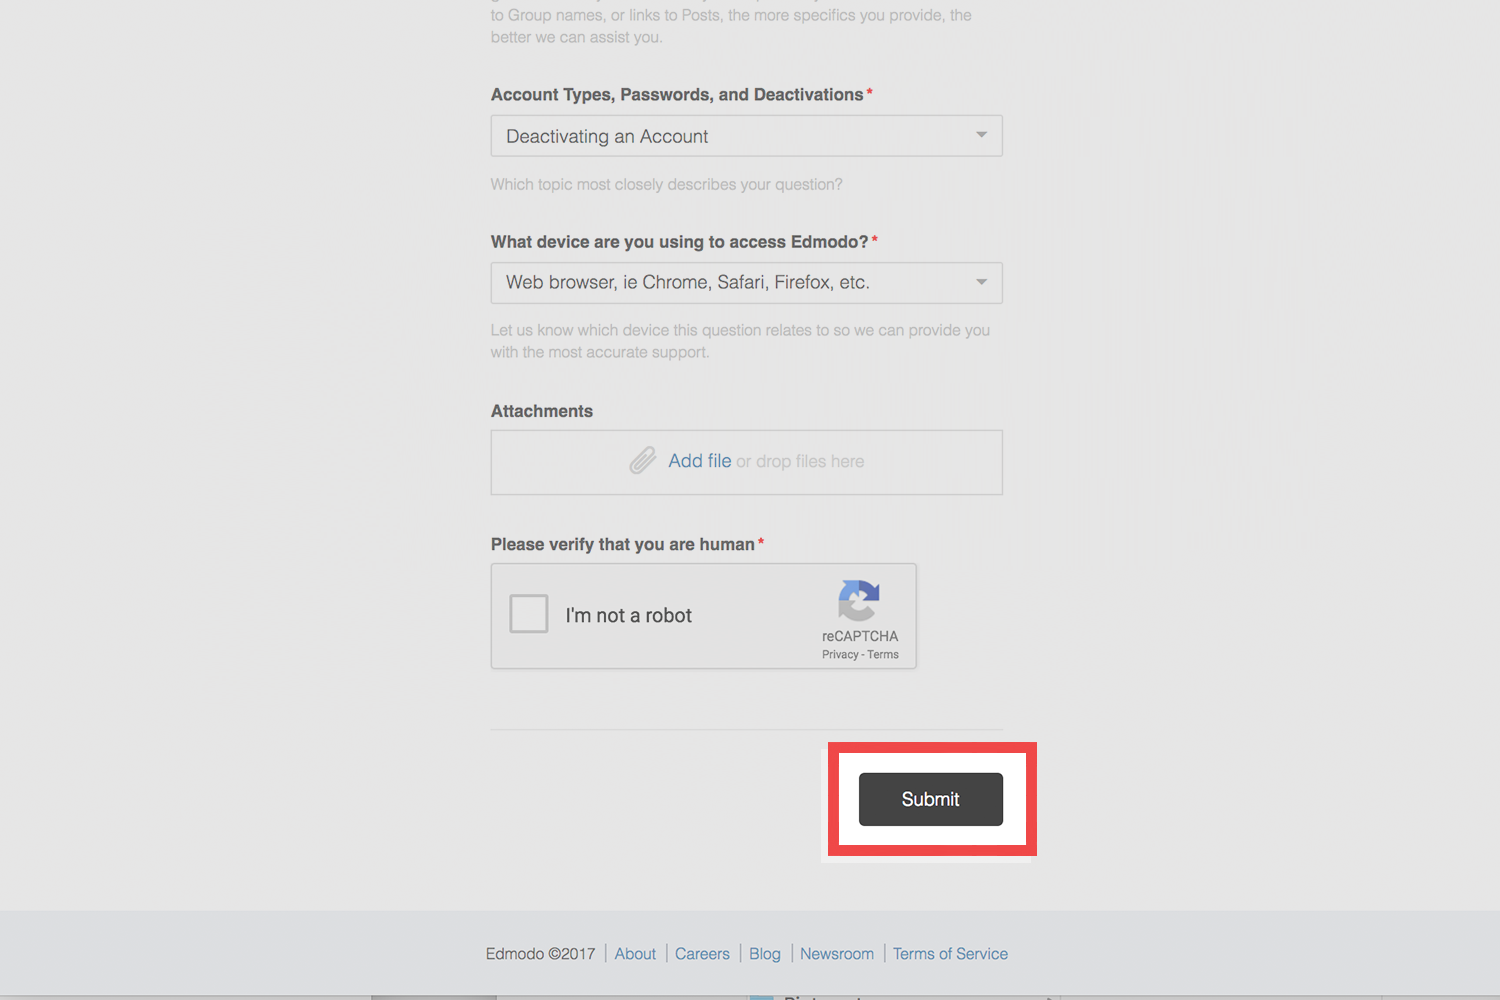 to Group names, or links to Posts, the more specifics you provide, the
better we can assist you.
Account Types, Passwords, and Deactivations*
Deactivating an Account
Which topic most closely describes your question?
What device are you using to access Edmodo?*
Web browser, ie Chrome, Safari, Firefox, etc.
Let us know which device this question relates to so we can provide you
with the most accurate support.
Attachments
Add file or drop files here
Please verify that you are human*
I'm not a robot
reCAPTCHA
Privacy - Terms
Submit
Edmodo ©2017 | About | Careers | Blog | Newsroom | Terms of Service